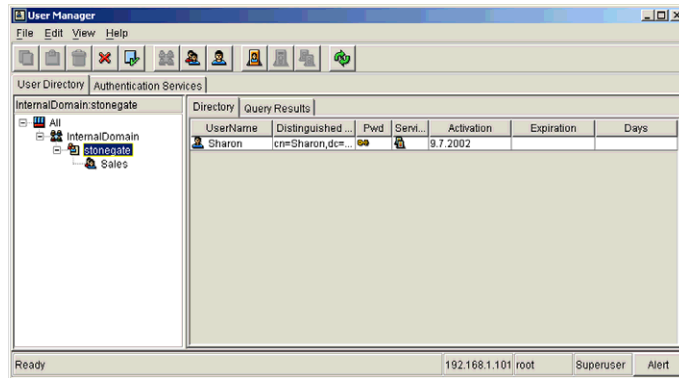 User Manager
File Edit View Help
User Directory Authentication Services
InternalDomain:stonegate
All
InternalDomain
stonegate
Sales
Directory Query Results
UserName Distinguished ... Pwd Servi... Activation Expiration Days
Sharon cn=Sharon,dc=... 9.7.2002
Ready 192.168.1.101 root Superuser Alert